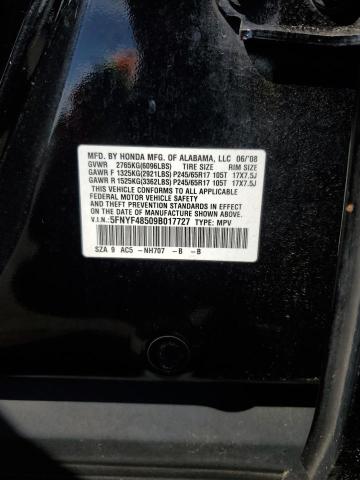 MFD. BY HONDA MFG. OF ALABAMA, LLC 06/'08
GVWR 2765KG(6096LBS) TIRE SIZE RIM SIZE
GAWR F 1325KG(2921LBS) P245/65R17 105T 17X7.5J
GAWR R 1525KG(3362LBS) P245/65R17 105T 17X7.5J
THIS VEHICLE CONFORMS TO ALL APPLICABLE
FEDERAL MOTOR VEHICLE SAFETY
AND THEFT PREVENTION STANDARDS IN EFFECT ON
THE DATE OF MANUFACTURE SHOWN ABOVE.
V.I.N.: 5FNYF48509B017727 TYPE: MPV
SZA 9 AC5 -NH707 -B -B